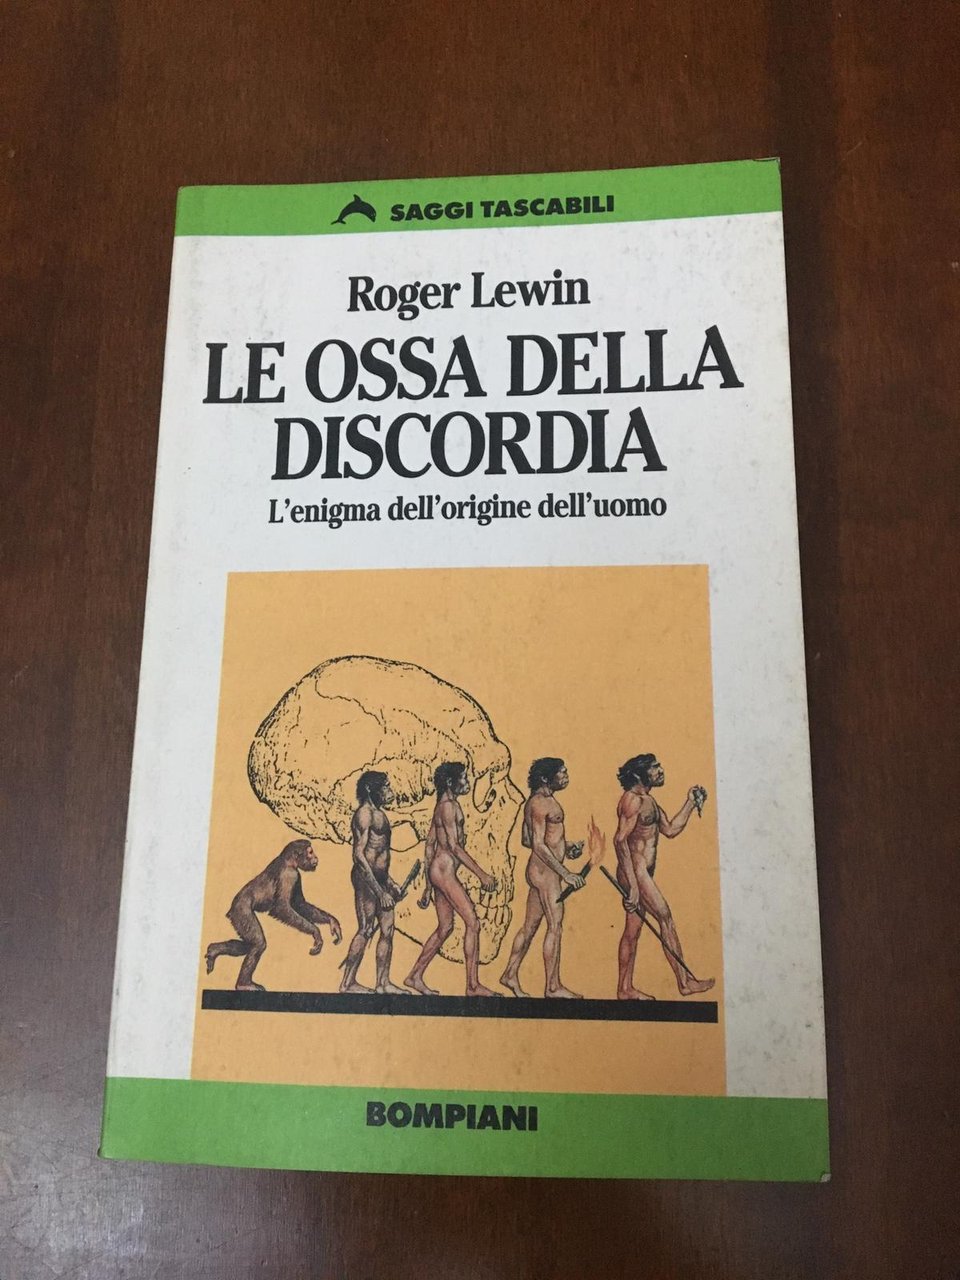 SAGGI TASCABILI
Roger Lewin
LE OSSA DELLA
DISCORDIA
L'enigma dell'origine dell'uomo
BOMPIANI